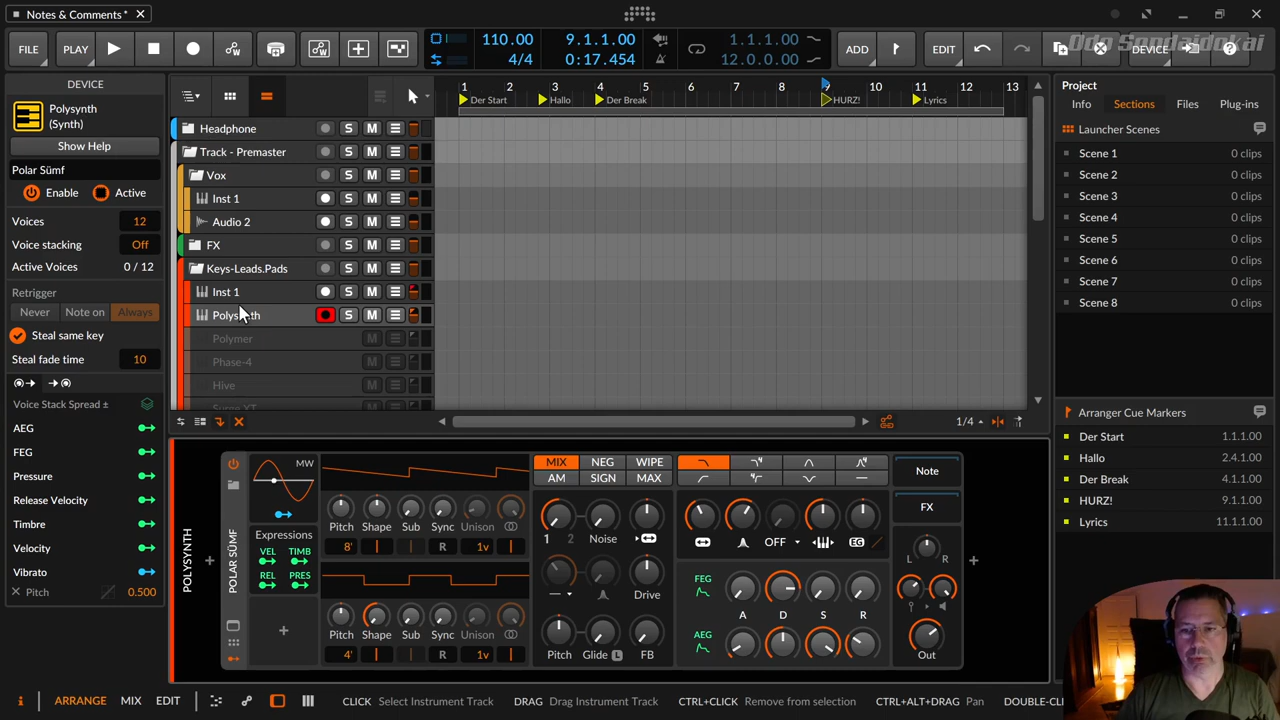 Notes & Comments*
FILE
PLAY
110.00
4/4
9.1.1.00
0:17.454
1.1.1.00
12.0.0.00
ADD
EDIT
DEVICE
Odo Sendaidokai
DEVICE
Polysynth
(Synth)
Show Help
Polar Sümf
Enable
Active
Voices
12
Voice stacking
Off
Active Voices
0 / 12
Retrigger
Never
Note on
Always
Steal same key
Steal fade time
10
Voice Stack Spread ±
AEG
FEG
Pressure
Release Velocity
Timbre
Velocity
Vibrato
Pitch
0.500
1 2 3 4 5 6 7 8 9 10 11 12 13
Der Start
Hallo
Der Break
HURZ!
Lyrics
Headphone S M
Track - Premaster S M
Vox S M
Inst 1 S M
Audio 2 S M
FX S M
Keys-Leads.Pads S M
Inst 1 S M
Polysynth S M
Polymer M
Phase-4 M
Hive M
Surge XT
1/4
Project
Info
Sections
Files
Plug-ins
Launcher Scenes
Scene 1 0 clips
Scene 2 0 clips
Scene 3 0 clips
Scene 4 0 clips
Scene 5 0 clips
Scene 6 0 clips
Scene 7 0 clips
Scene 8 0 clips
Arranger Cue Markers
Der Start 1.1.1.00
Hallo 2.4.1.00
Der Break 4.1.1.00
HURZ! 9.1.1.00
Lyrics 11.1.1.00
POLYSYNTH
POLAR SÜMF
MW
Expressions
VEL TIMB
REL PRES
Pitch Shape Sub Sync Unison
8' R 1v
Pitch Shape Sub Sync Unison
4' R 1v
MIX NEG WIPE
AM SIGN MAX
1 2 Noise
Drive
Pitch Glide L FB
OFF
EG
FEG
A D S R
AEG
Note
FX
L R
Out
ARRANGE
MIX
EDIT
CLICK Select Instrument Track
DRAG Drag Instrument Track
CTRL+CLICK Remove from selection
CTRL+ALT+DRAG Pan
DOUBLE-CLI